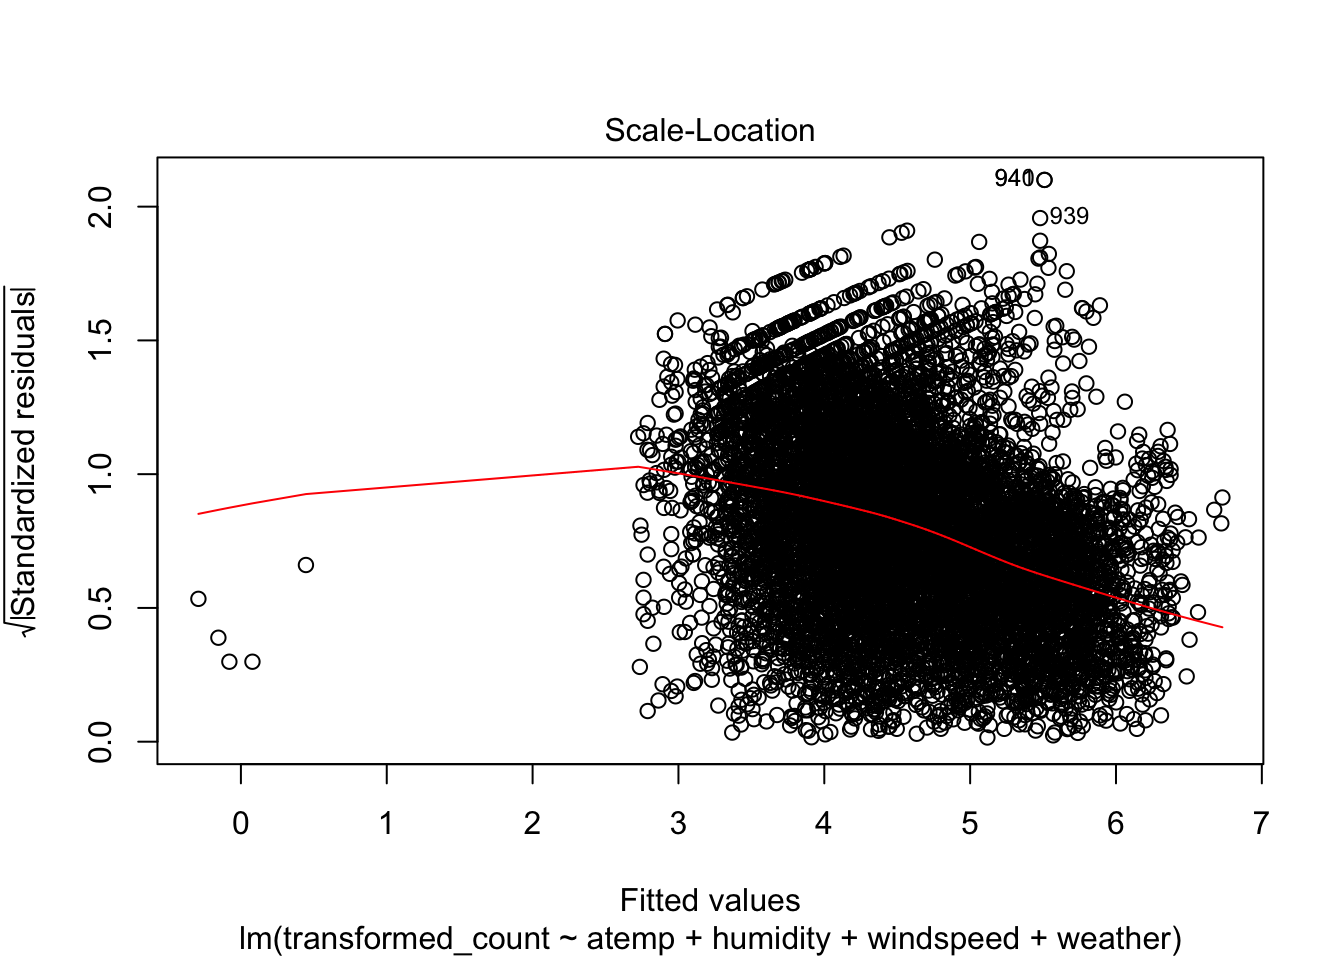 Scale-Location
√|Standardized residuals|
2.0
1.5
1.0
0.5
0.0
940
939
0 1 2 3 4 5 6 7
Fitted values
lm(transformed_count ~ atemp + humidity + windspeed + weather)